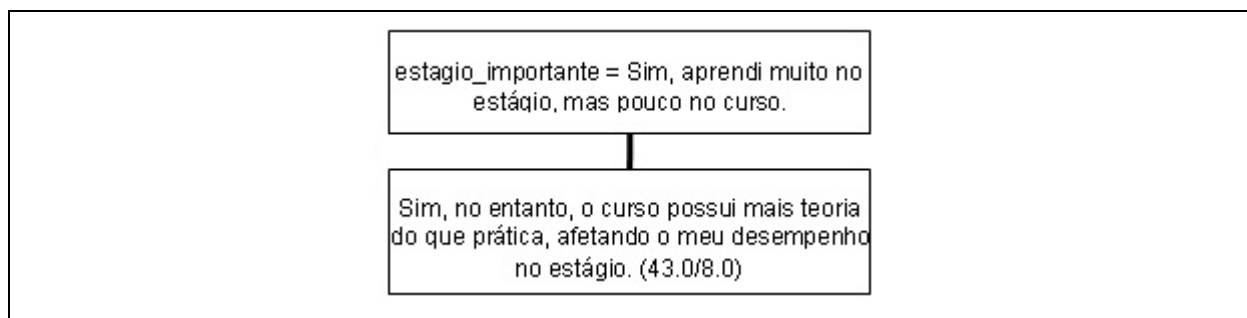 estagio_importante = Sim, aprendi muito no
estágio, mas pouco no curso.
Sim, no entanto, o curso possui mais teoria
do que prática, afetando o meu desempenho
no estágio. (43.0/8.0)